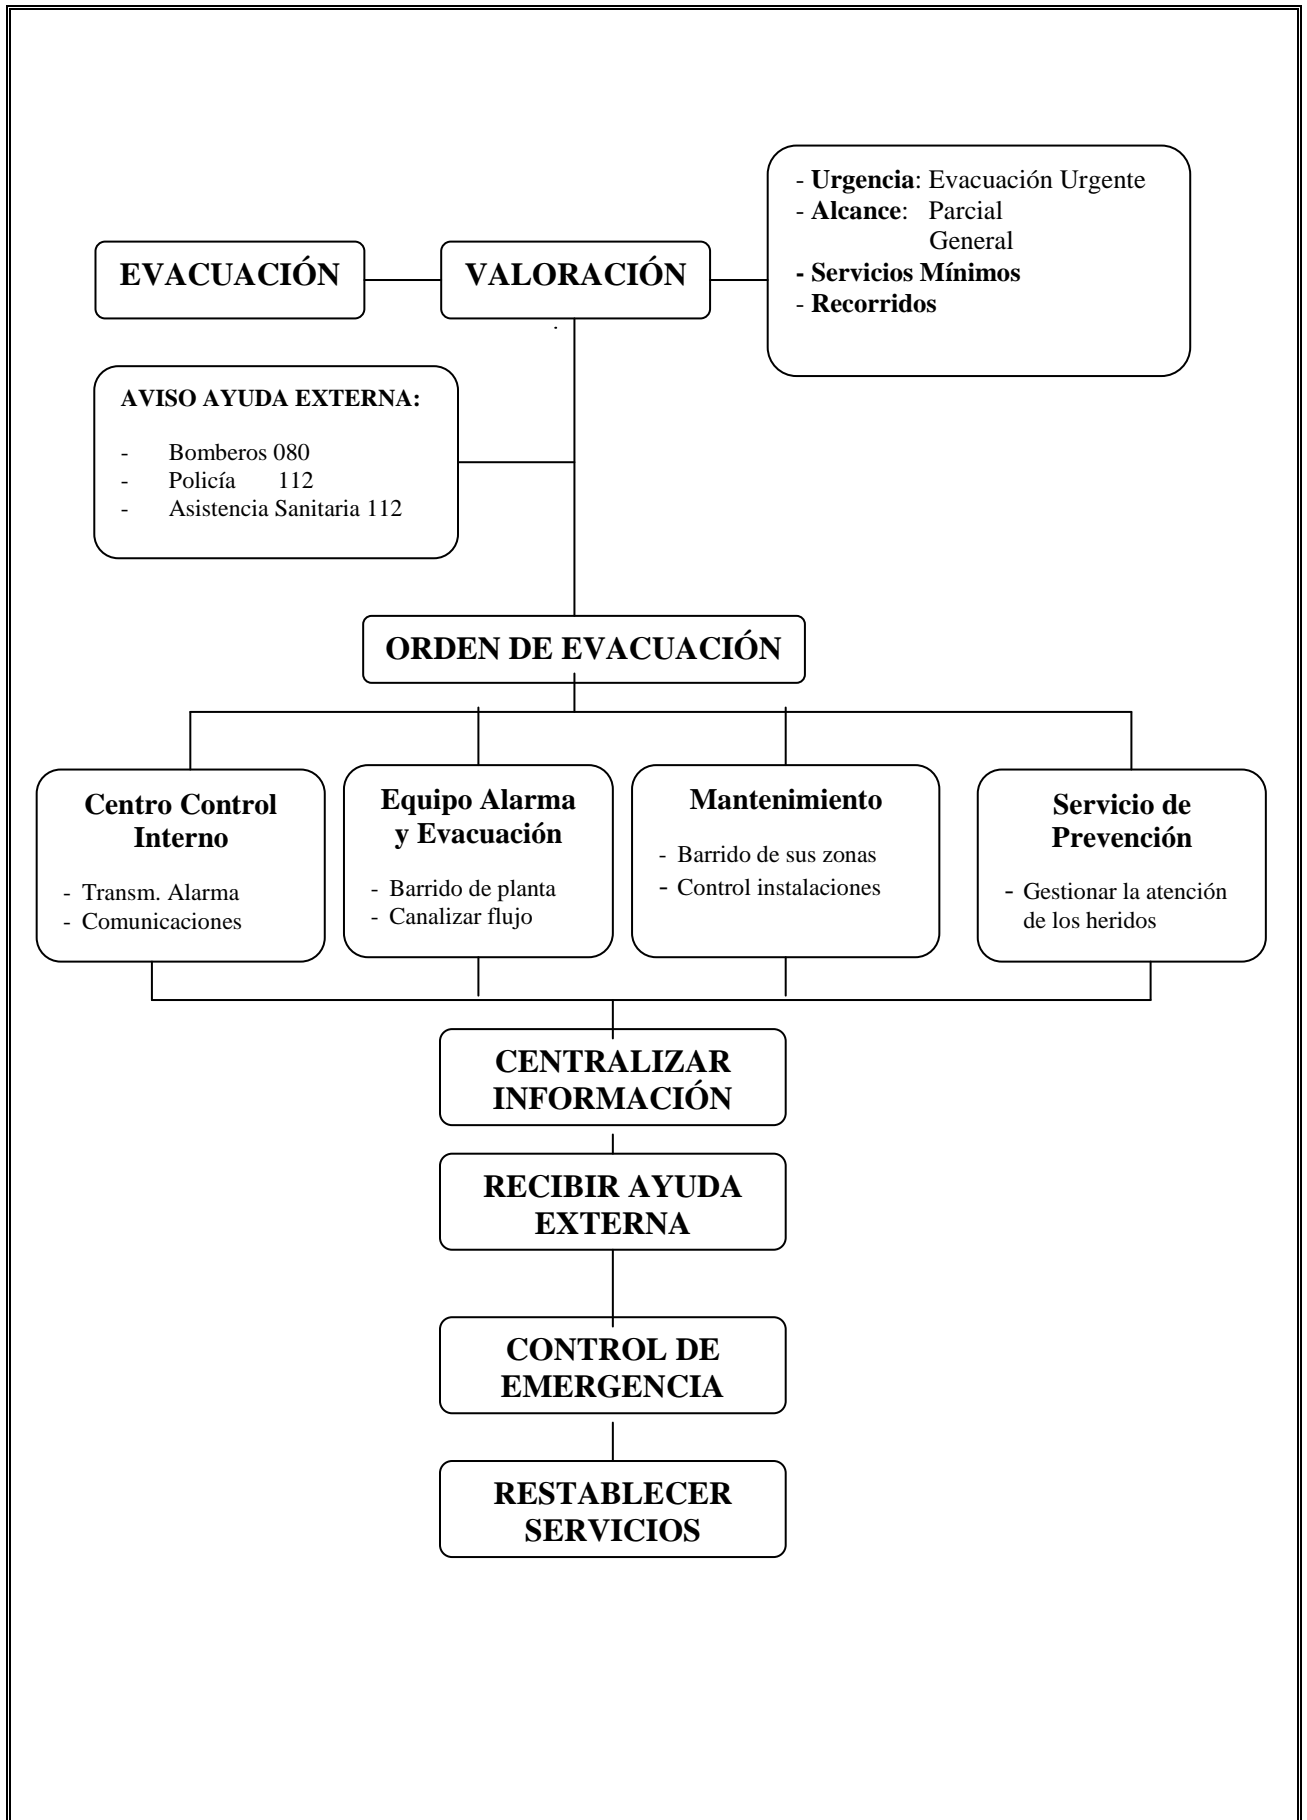 - Urgencia: Evacuación Urgente
- Alcance: Parcial
General
- Servicios Mínimos
- Recorridos
EVACUACIÓN
VALORACIÓN
AVISO AYUDA EXTERNA:
- Bomberos 080
- Policía 112
- Asistencia Sanitaria 112
ORDEN DE EVACUACIÓN
Centro Control
Interno
- Transm. Alarma
- Comunicaciones
Equipo Alarma
y Evacuación
- Barrido de planta
- Canalizar flujo
Mantenimiento
- Barrido de sus zonas
- Control instalaciones
Servicio de
Prevención
- Gestionar la atención
de los heridos
CENTRALIZAR
INFORMACIÓN
RECIBIR AYUDA
EXTERNA
CONTROL DE
EMERGENCIA
RESTABLECER
SERVICIOS